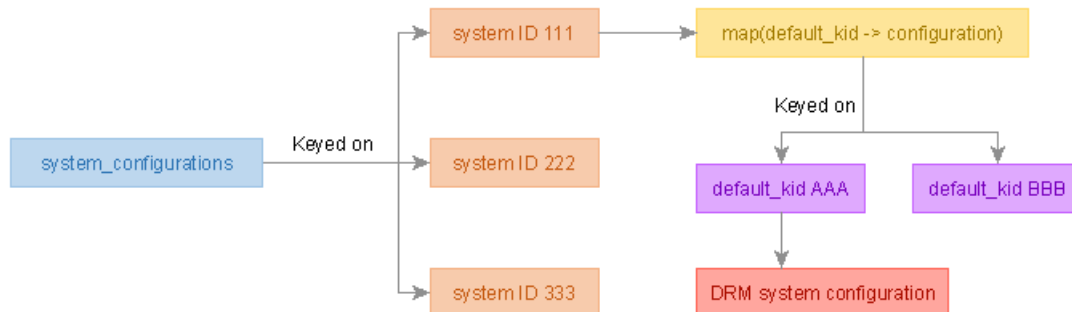 system ID 111
map(default_kid -> configuration)
Keyed on
Keyed on
system_configurations
system ID 222
default_kid AAA
default_kid BBB
system ID 333
DRM system configuration